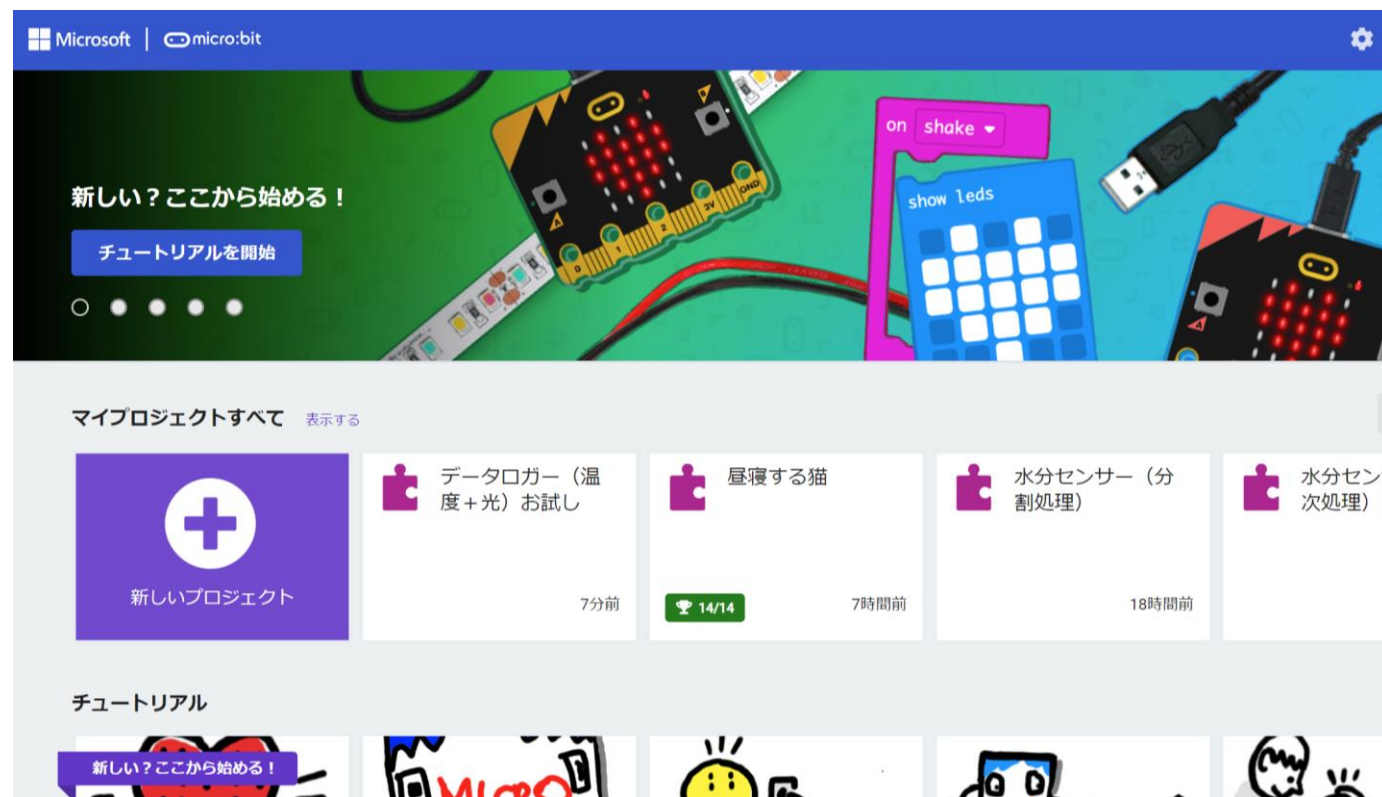 Microsoft | micro:bit
新しい？ここから始める！
チュートリアルを開始
on shake
show leds
A
B
0 1 2 3V GND
A
マイプロジェクトすべて 表示する
新しいプロジェクト
データロガー（温
度＋光）お試し
7分前
昼寝する猫
14/14
7時間前
水分センサー（分
割処理）
18時間前
水分セン
次処理）
チュートリアル
新しい？ここから始める！
MICRO